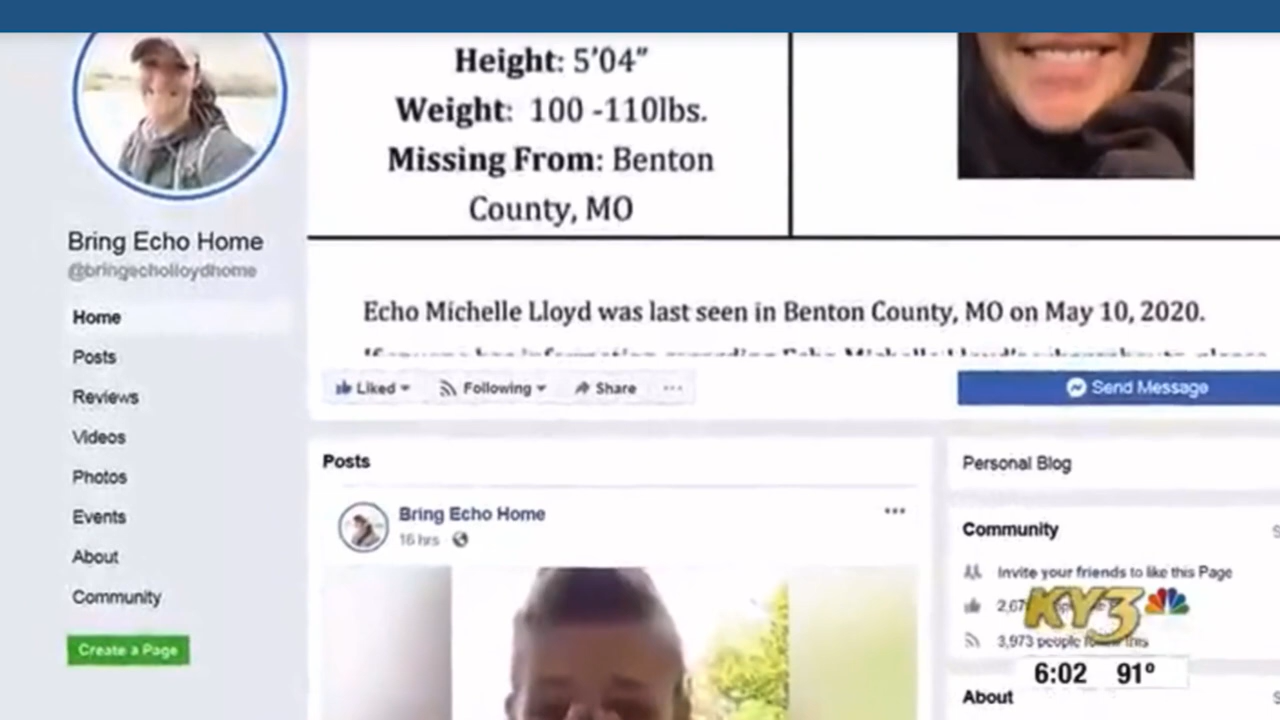 Height: 5'04"
Weight: 100 -110lbs.
Missing From: Benton
County, MO
Bring Echo Home
@bringecholloydhome
Home
Posts
Reviews
Videos
Photos
Events
About
Community
Create a Page
Echo Michelle Lloyd was last seen in Benton County, MO on May 10, 2020.
Liked
Following
Share
Send Message
Posts
Bring Echo Home
16 hrs
Personal Blog
Community
Invite your friends to like this Page
3,973 people this
About
KY3
6:02 91°